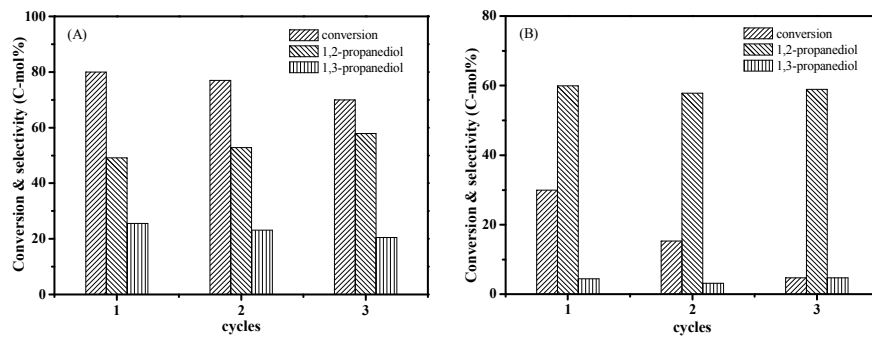 (A)
conversion
1,2-propanediol
1,3-propanediol
Conversion & selectivity (C-mol%)
100
80
60
40
20
0
1 2 3
cycles
(B)
conversion
1,2-propanediol
1,3-propanediol
Conversion & selectivity (C-mol%)
80
60
40
20
0
1 2 3
cycles